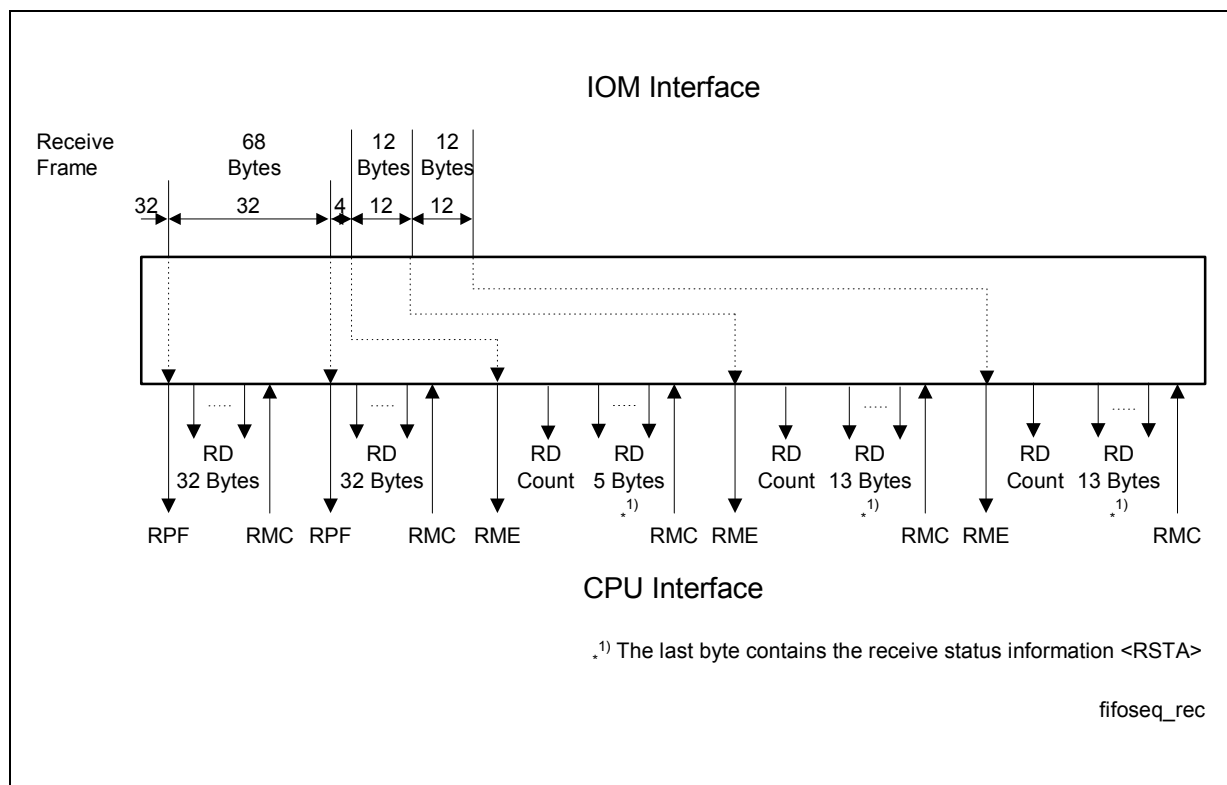 IOM Interface
Receive
Frame
68
Bytes
12
Bytes
12
Bytes
32
32
4
12
12
.....
.....
.....
.....
RD
32 Bytes
RD
32 Bytes
RD
Count
RD
5 Bytes
*1)
RD
Count
RD
13 Bytes
*1)
RD
Count
RD
13 Bytes
*1)
RPF
RMC
RPF
RMC
RME
RMC
RME
RMC
RME
RMC
CPU Interface
*1) The last byte contains the receive status information <RSTA>
fifoseq_rec